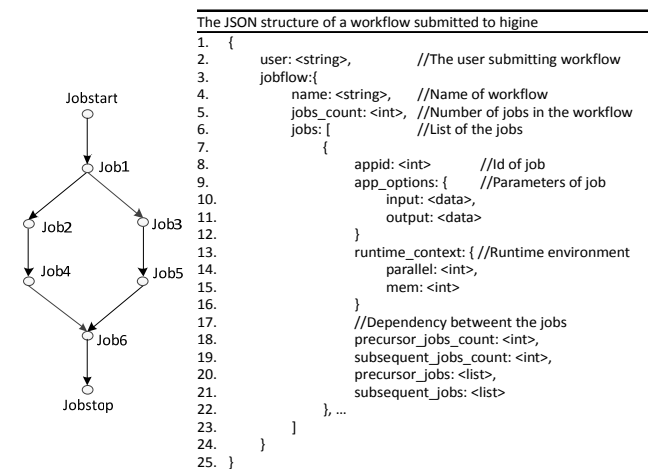 Jobstart
Job1
Job2
Job3
Job4
Job5
Job6
Jobstop
The JSON structure of a workflow submitted to higine
1. {
2. user: <string>, //The user submitting workflow
3. jobflow:{
4. name: <string>, //Name of workflow
5. jobs_count: <int>, //Number of jobs in the workflow
6. jobs: [ //List of the jobs
7. {
8. appid: <int> //Id of job
9. app_options: { //Parameters of job
10. input: <data>,
11. output: <data>
12. }
13. runtime_context: { //Runtime environment
14. parallel: <int>,
15. mem: <int>
16. }
17. //Dependency betweent the jobs
18. precursor_jobs_count: <int>,
19. subsequent_jobs_count: <int>,
20. precursor_jobs: <list>,
21. subsequent_jobs: <list>
22. }, ...
23. ]
24. }
25. }